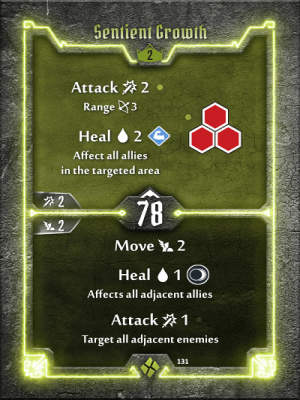 Sentient Growth
2
Attack 2
Range 3
Heal 2
Affect all allies
in the targeted area
2
78
2
Move 2
Heal 1
Affects all adjacent allies
Attack 1
Target all adjacent enemies
131